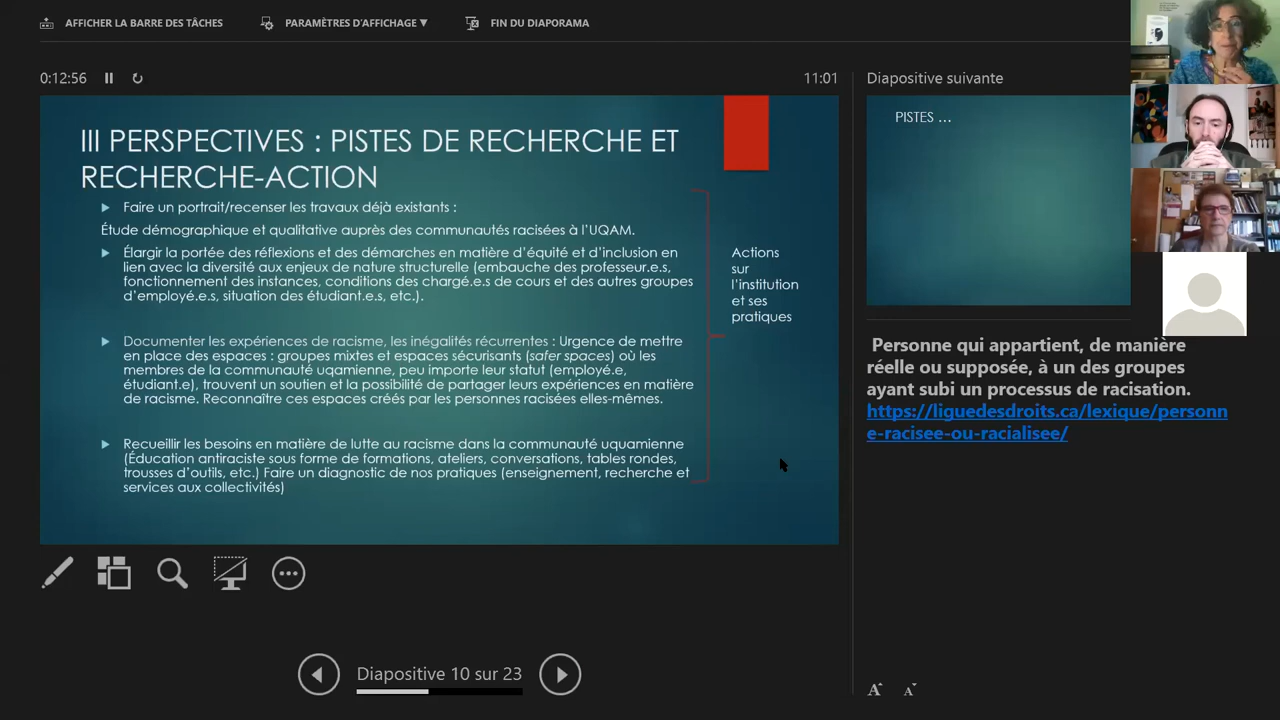 AFFICHER LA BARRE DES TÂCHES
PARAMÈTRES D'AFFICHAGE ▼
FIN DU DIAPORAMA
0:12:56
11:01
III PERSPECTIVES : PISTES DE RECHERCHE ET
RECHERCHE-ACTION
Faire un portrait/recenser les travaux déjà existants :
Étude démographique et qualitative auprès des communautés racisées à l'UQAM.
Élargir la portée des réflexions et des démarches en matière d'équité et d'inclusion en
lien avec la diversité aux enjeux de nature structurelle (embauche des professeur.e.s,
fonctionnement des instances, conditions des chargé.e.s de cours et des autres groupes
d'employé.e.s, situation des étudiant.e.s, etc.).
Documenter les expériences de racisme, les inégalités récurrentes : Urgence de mettre
en place des espaces : groupes mixtes et espaces sécurisants (safer spaces) où les
membres de la communauté uqamienne, peu importe leur statut (employé.e,
étudiant.e), trouvent un soutien et la possibilité de partager leurs expériences en matière
de racisme. Reconnaître ces espaces créés par les personnes racisées elles-mêmes.
Recueillir les besoins en matière de lutte au racisme dans la communauté uquamienne
(Éducation antiraciste sous forme de formations, ateliers, conversations, tables rondes,
trousses d'outils, etc.) Faire un diagnostic de nos pratiques (enseignement, recherche et
services aux collectivités)
Actions
sur
l'institution
et ses
pratiques
Diapositive 10 sur 23
Diapositive suivante
PISTES ...
Personne qui appartient, de manière
réelle ou supposée, à un des groupes
ayant subi un processus de racisation.
https://liguedesdroits.ca/lexique/personn
e-racisee-ou-racialisee/
A A